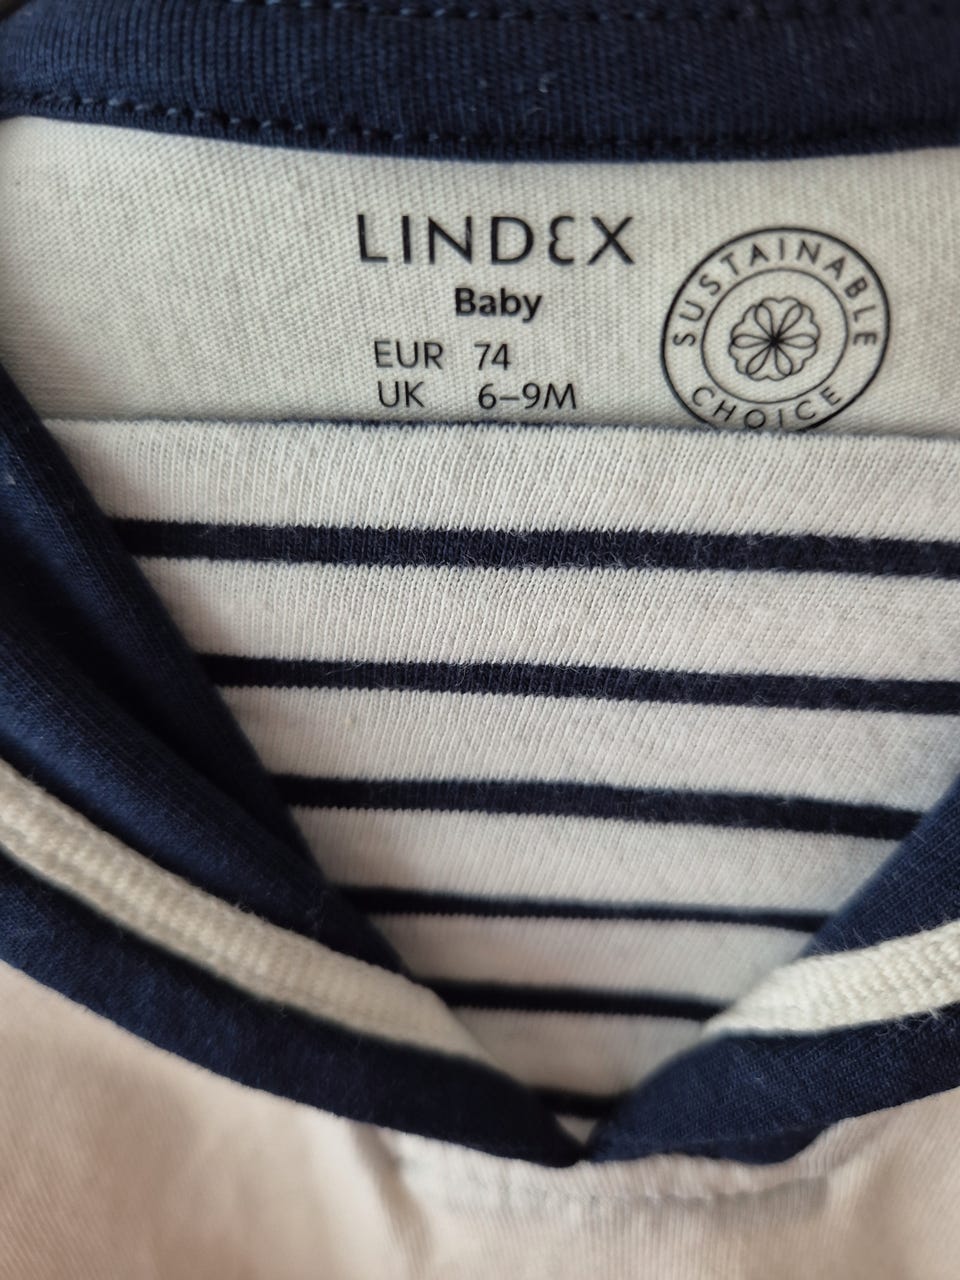 LINDEX
Baby
EUR 74
UK 6–9M
SUSTAINABLE
CHOICE